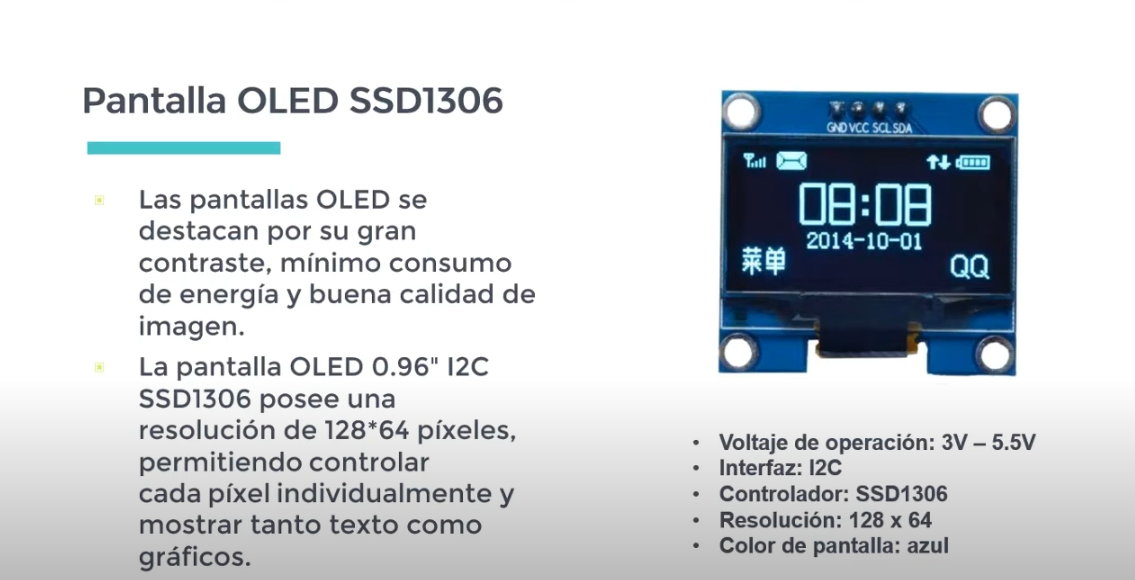 Pantalla OLED SSD1306
Las pantallas OLED se
destacan por su gran
contraste, mínimo consumo
de energía y buena calidad de
imagen.
La pantalla OLED 0.96" I2C
SSD1306 posee una
resolución de 128*64 píxeles,
permitiendo controlar
cada píxel individualmente y
mostrar tanto texto como
gráficos.
GND VCC SCL SDA
08:08
2014-10-01
菜单 QQ
• Voltaje de operación: 3V – 5.5V
• Interfaz: I2C
• Controlador: SSD1306
• Resolución: 128 x 64
• Color de pantalla: azul